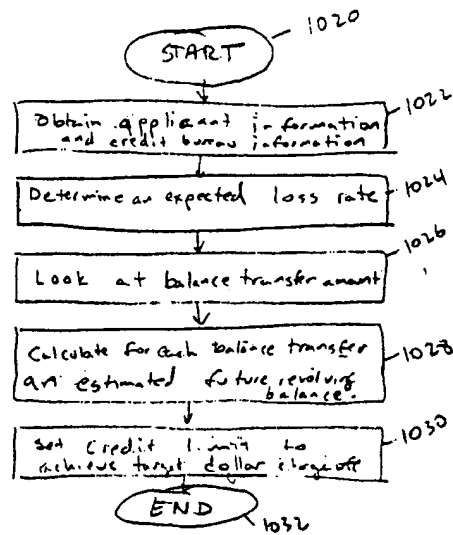 START
1020
Obtain applicant information
and credit bureau information
1022
Determine an expected loss rate
1024
Look at balance transfer amount
1026
Calculate for each balance transfer
an estimated future revolving
balance.
1028
Set Credit limit to
achieve target dollar chargeoff
1030
END
1032